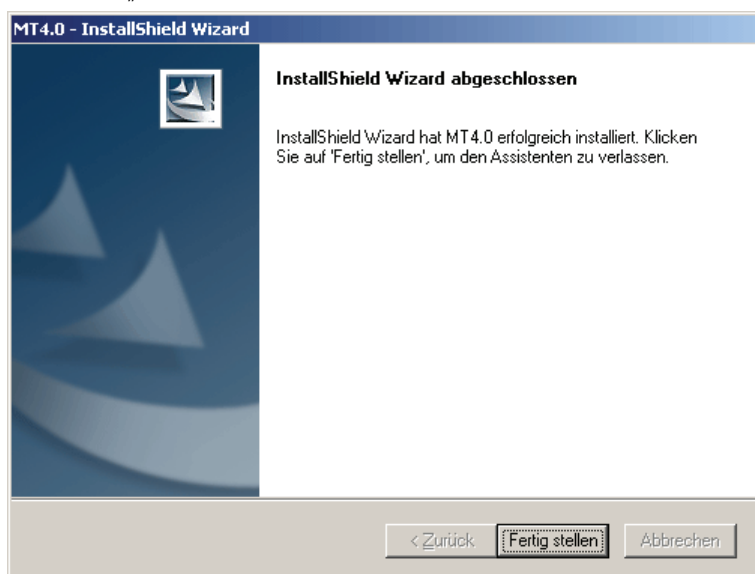 MT4.0 - InstallShield Wizard
InstallShield Wizard abgeschlossen
InstallShield Wizard hat MT4.0 erfolgreich installiert. Klicken
Sie auf 'Fertig stellen', um den Assistenten zu verlassen.
< Zurück
Fertig stellen
Abbrechen